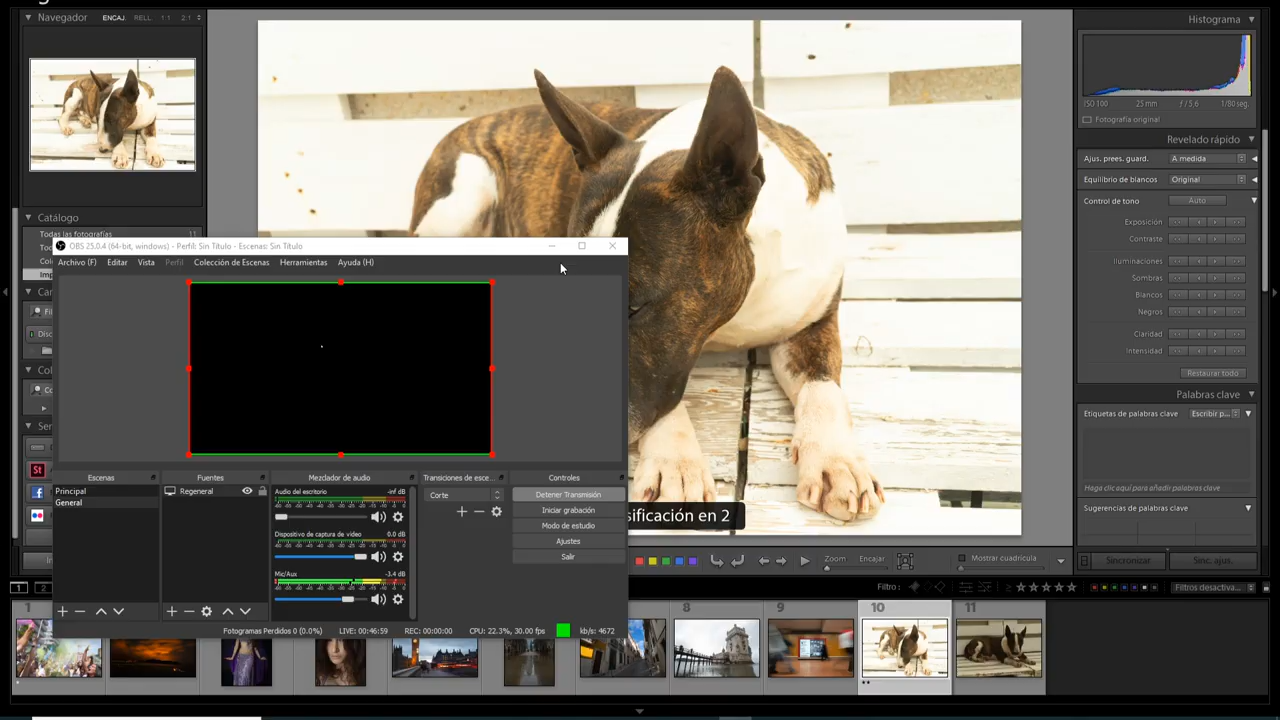 Navegador
ENCAJ.
RELL
1:1
2:1
Histograma
ISO 100
25 mm
ƒ / 5.6
1/80 seg.
Fotografía original
Revelado rápido
Ajus. prees. guard.
A medida
Equilibrio de blancos
Original
Control de tono
Auto
Exposición
Contraste
Iluminaciones
Sombras
Blancos
Negros
Claridad
Intensidad
Restaurar todo
Palabras clave
Etiquetas de palabras clave
Escribir p...
Haga clic aquí para añadir palabras clave
Sugerencias de palabras clave
Catálogo
Todas las fotografías
11
OBS 25.0.4 (64-bit, windows) - Perfil: Sin Título - Escenas: Sin Título
Archivo (F)
Editar
Vista
Perfil
Colección de Escenas
Herramientas
Ayuda (H)
St
Escenas
Fuentes
Mezclador de audio
Transiciones de esce...
Controles
Principal
General
Regeneral
Audio del escritorio
-inf dB
Dispositivo de captura de vídeo
0.0 dB
Mic/Aux
-3.4 dB
Corte
Detener Transmisión
Iniciar grabación
Modo de estudio
Ajustes
Salir
Fotogramas Perdidos 0 (0.0%)
LIVE: 00:46:59
REC: 00:00:00
CPU: 22.3%, 30.00 fps
kb/s: 4672
sificación en 2
Zoom
Encajar
Mostrar cuadrícula
Sincronizar
Sinc. ajus.
1
2
Filtro :
Filtros desactiva...
1
8
9
10
11